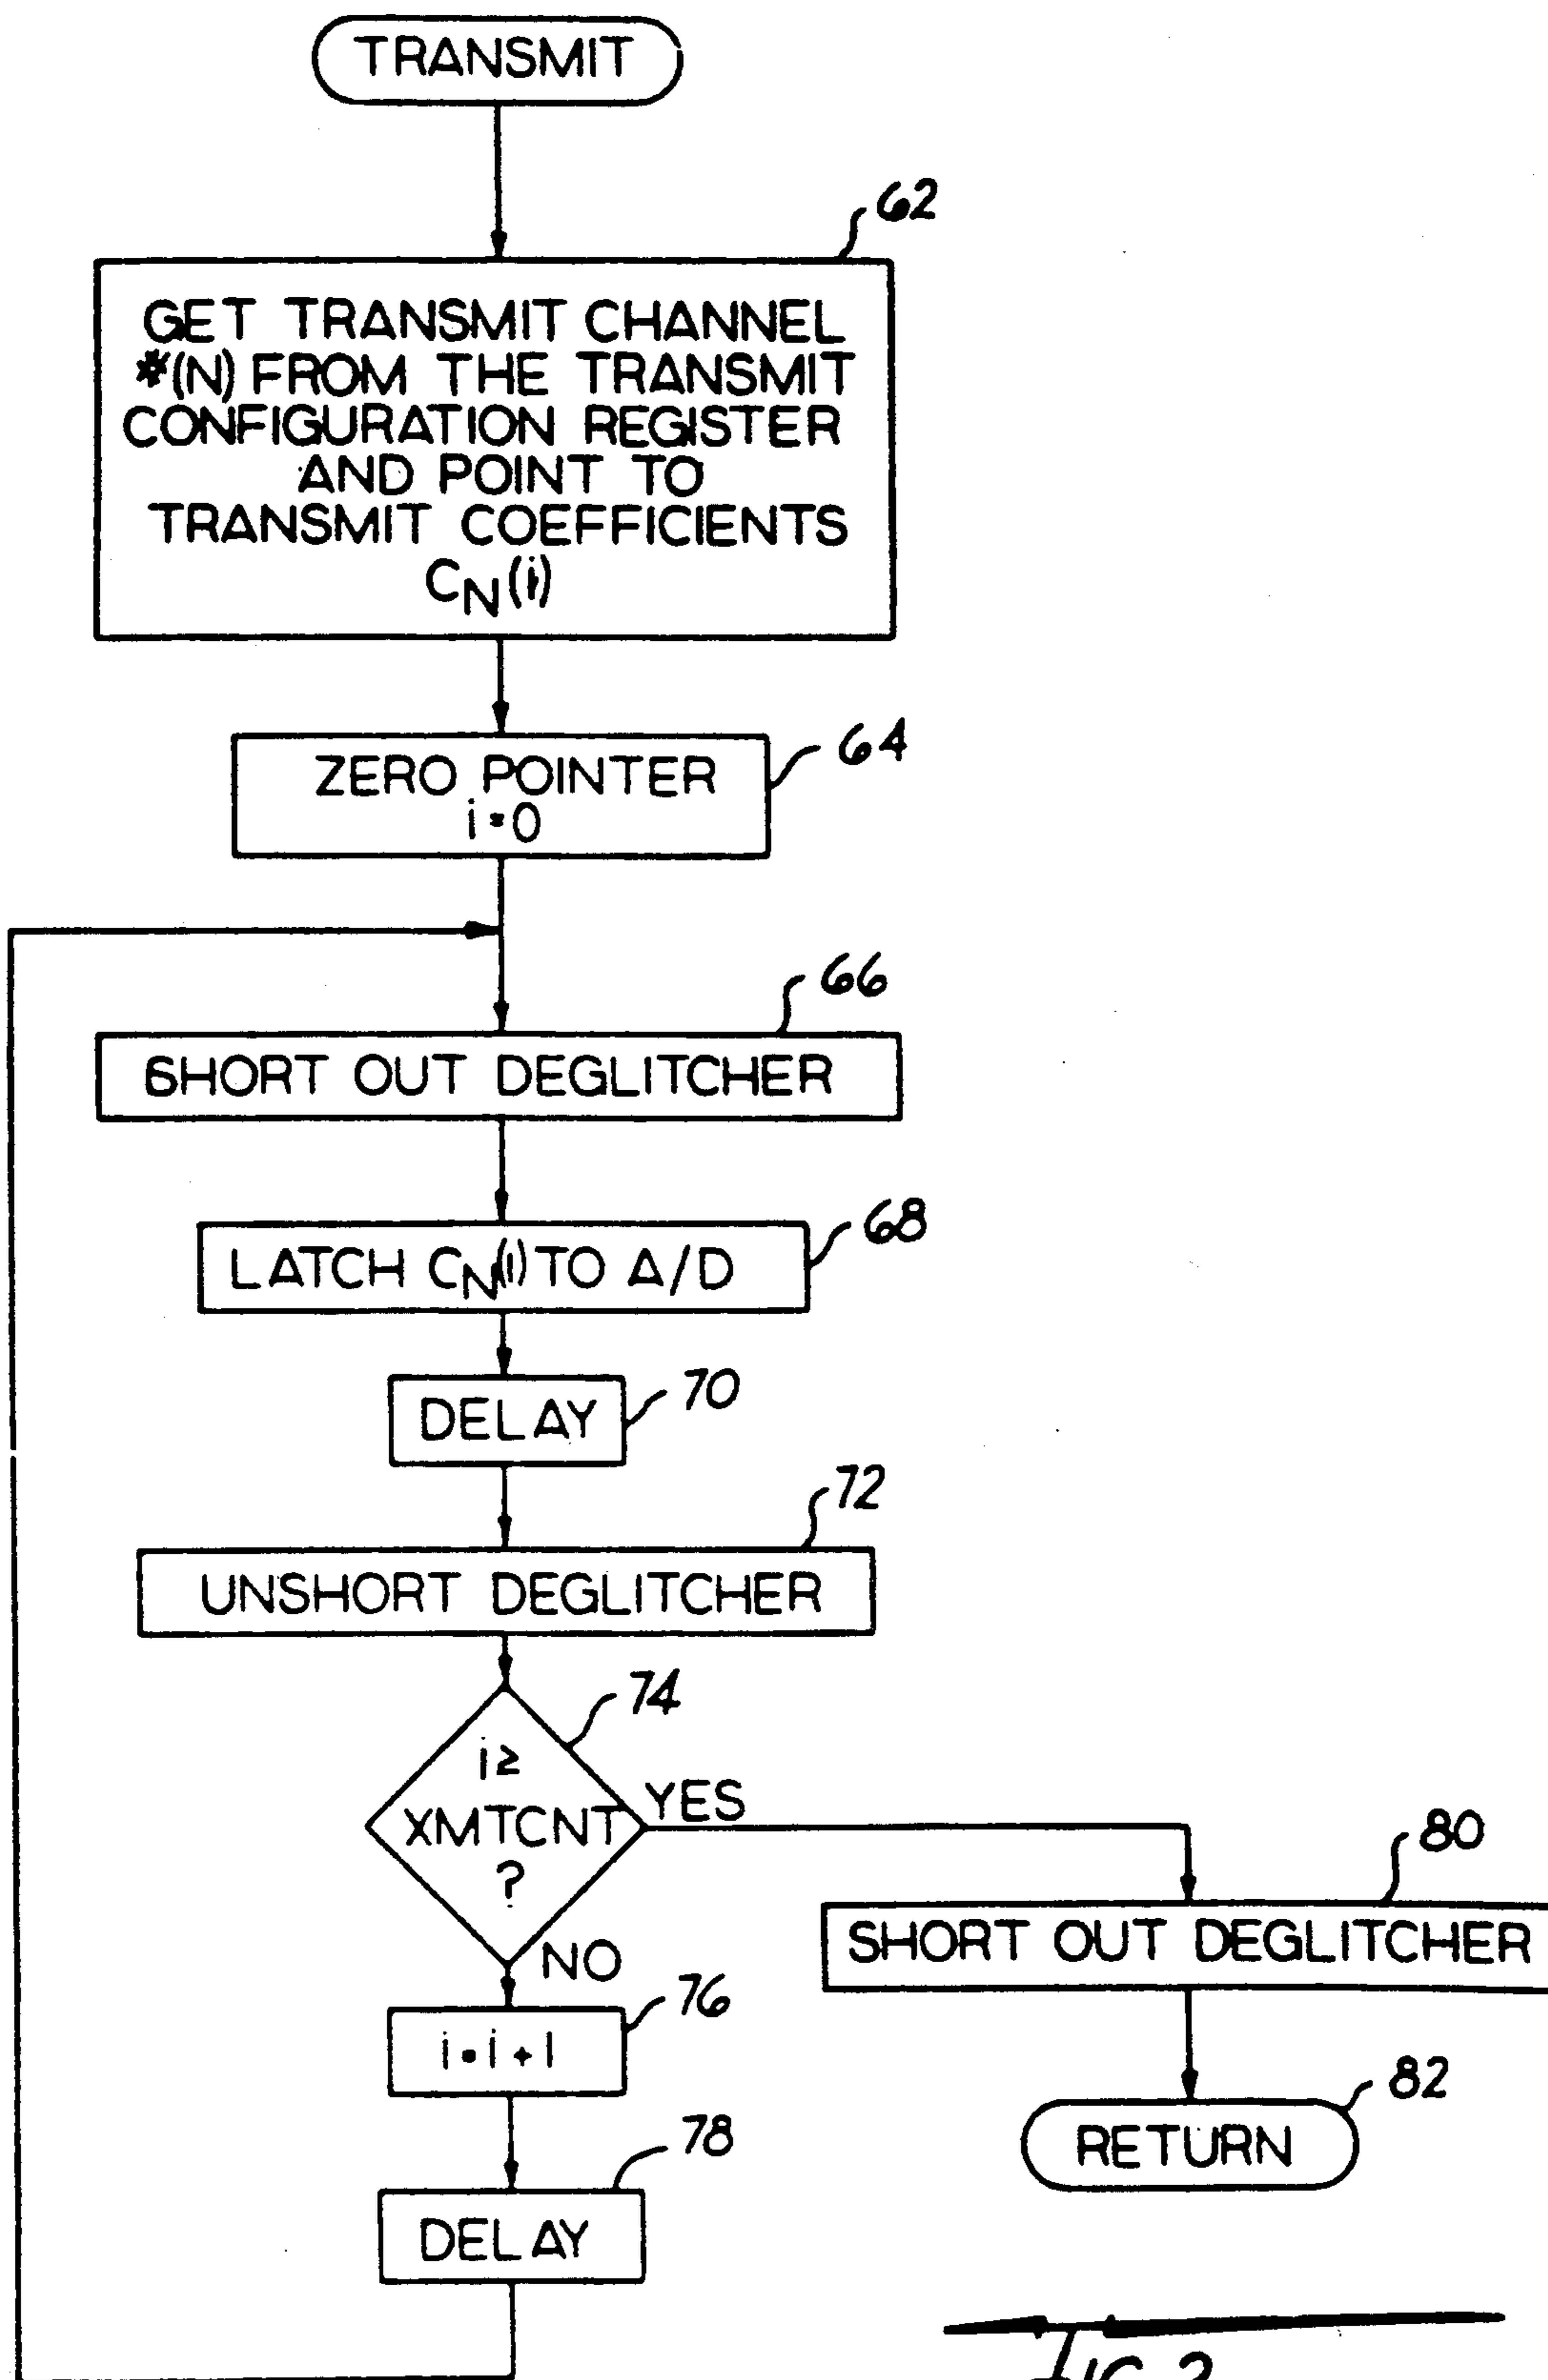 TRANSMIT
62
GET TRANSMIT CHANNEL
#(N) FROM THE TRANSMIT
CONFIGURATION REGISTER
AND POINT TO
TRANSMIT COEFFICIENTS
CN(i)
64
ZERO POINTER
i=0
66
SHORT OUT DEGLITCHER
68
LATCH CN(i) TO A/D
70
DELAY
72
UNSHORT DEGLITCHER
74
i≥
XMTCNT
?
YES
NO
80
SHORT OUT DEGLITCHER
76
i=i+1
82
RETURN
78
DELAY